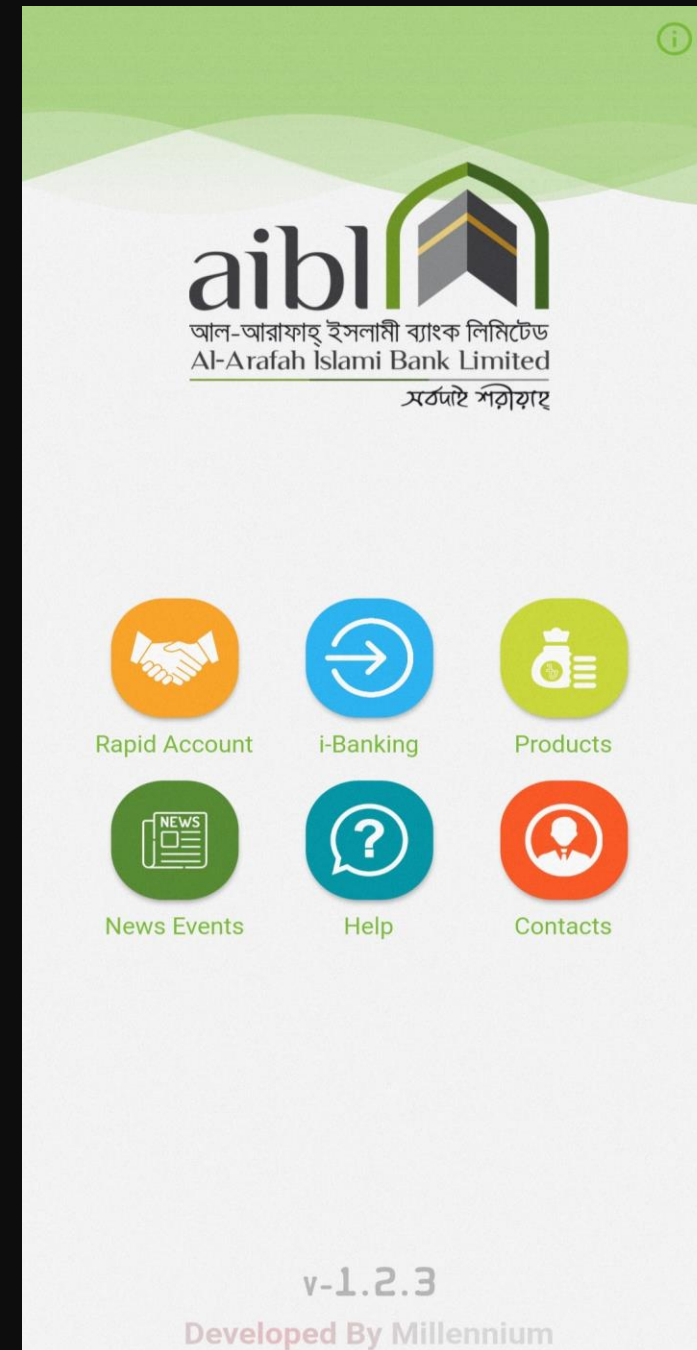 aibl
আল-আরাফাহ্ ইসলামী ব্যাংক লিমিটেড
Al-Arafah Islami Bank Limited
সর্বদাই শরীয়াহ্
Rapid Account
i-Banking
Products
NEWS
News Events
Help
Contacts
v-1.2.3
Developed By Millennium